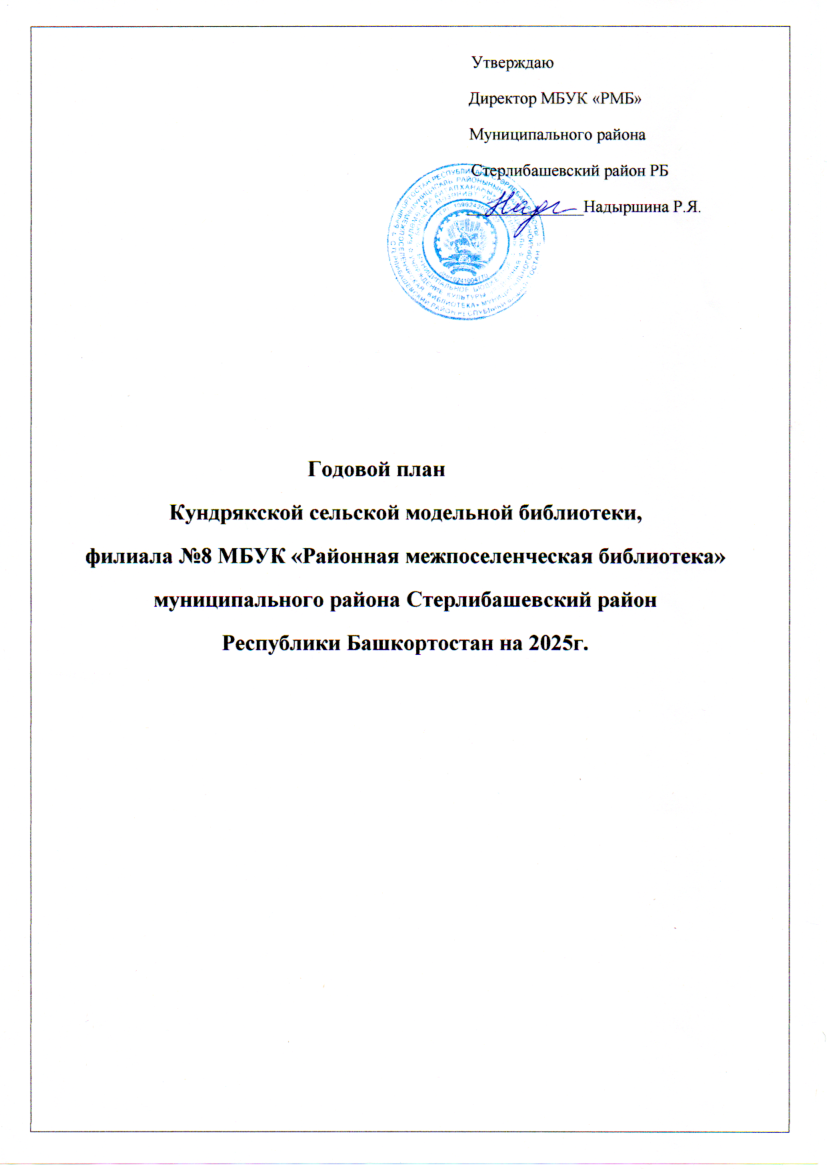 Утверждаю
Директор МБУК «РМБ»
Муниципального района
Стерлибашевский район РБ
Надыршина Р.Я.
Годовой план
Кундрякской сельской модельной библиотеки,
филиала №8 МБУК «Районная межпоселенческая библиотека»
муниципального района Стерлибашевский район
Республики Башкортостан на 2025г.